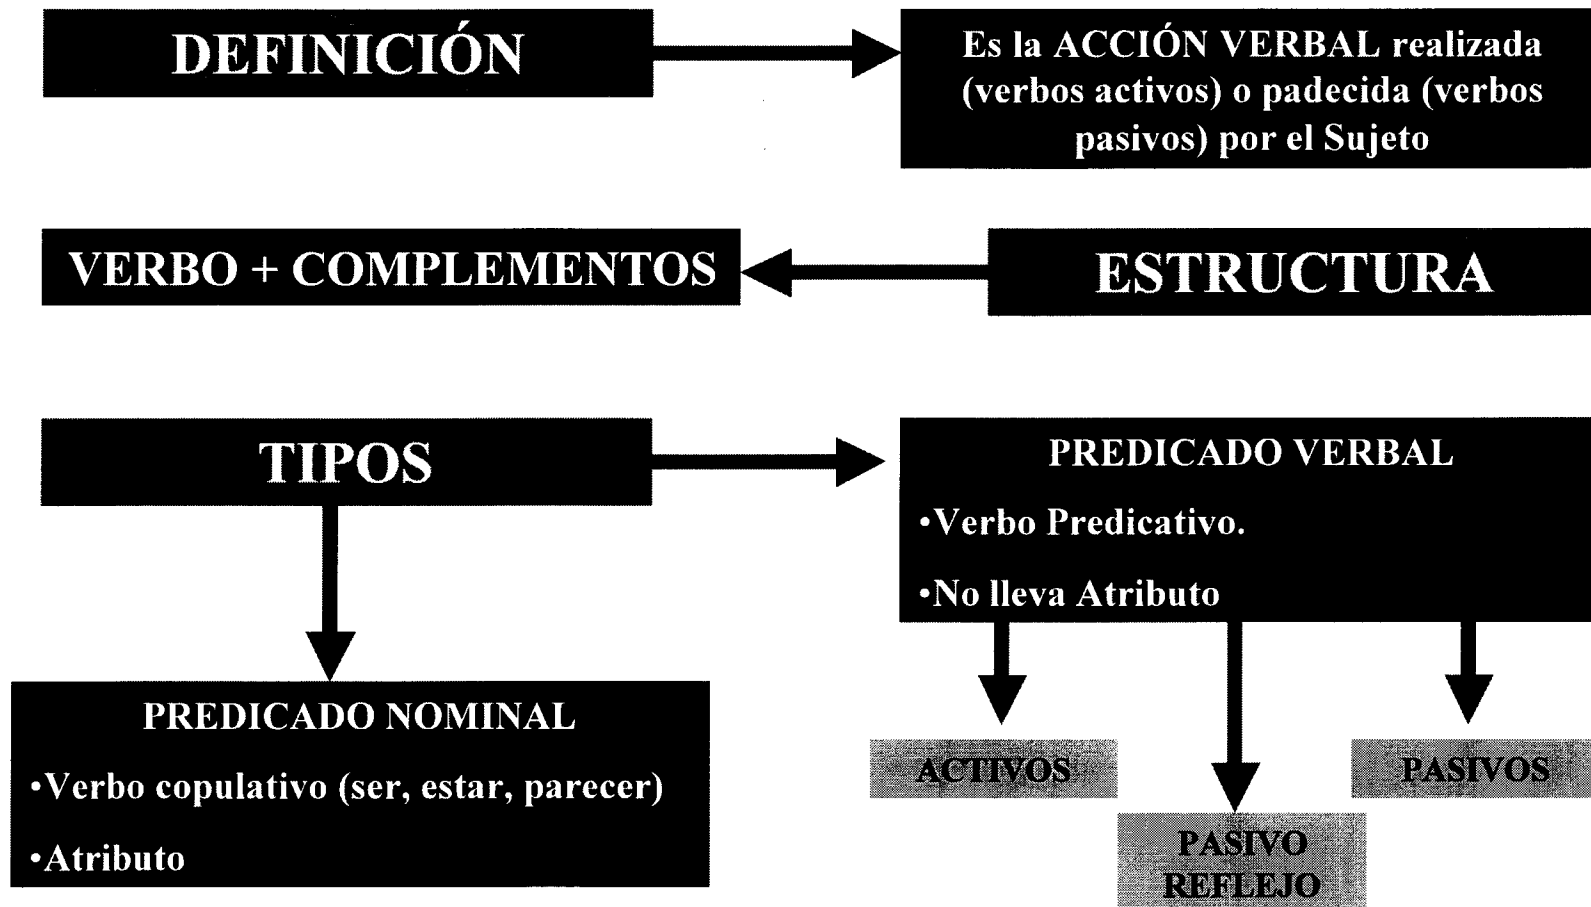 DEFINICIÓN
Es la ACCIÓN VERBAL realizada
(verbos activos) o padecida (verbos
pasivos) por el Sujeto
VERBO + COMPLEMENTOS
ESTRUCTURA
TIPOS
PREDICADO VERBAL
•Verbo Predicativo.
•No lleva Atributo
PREDICADO NOMINAL
•Verbo copulativo (ser, estar, parecer)
•Atributo
ACTIVOS
PASIVOS
PASIVO
REFLEJO